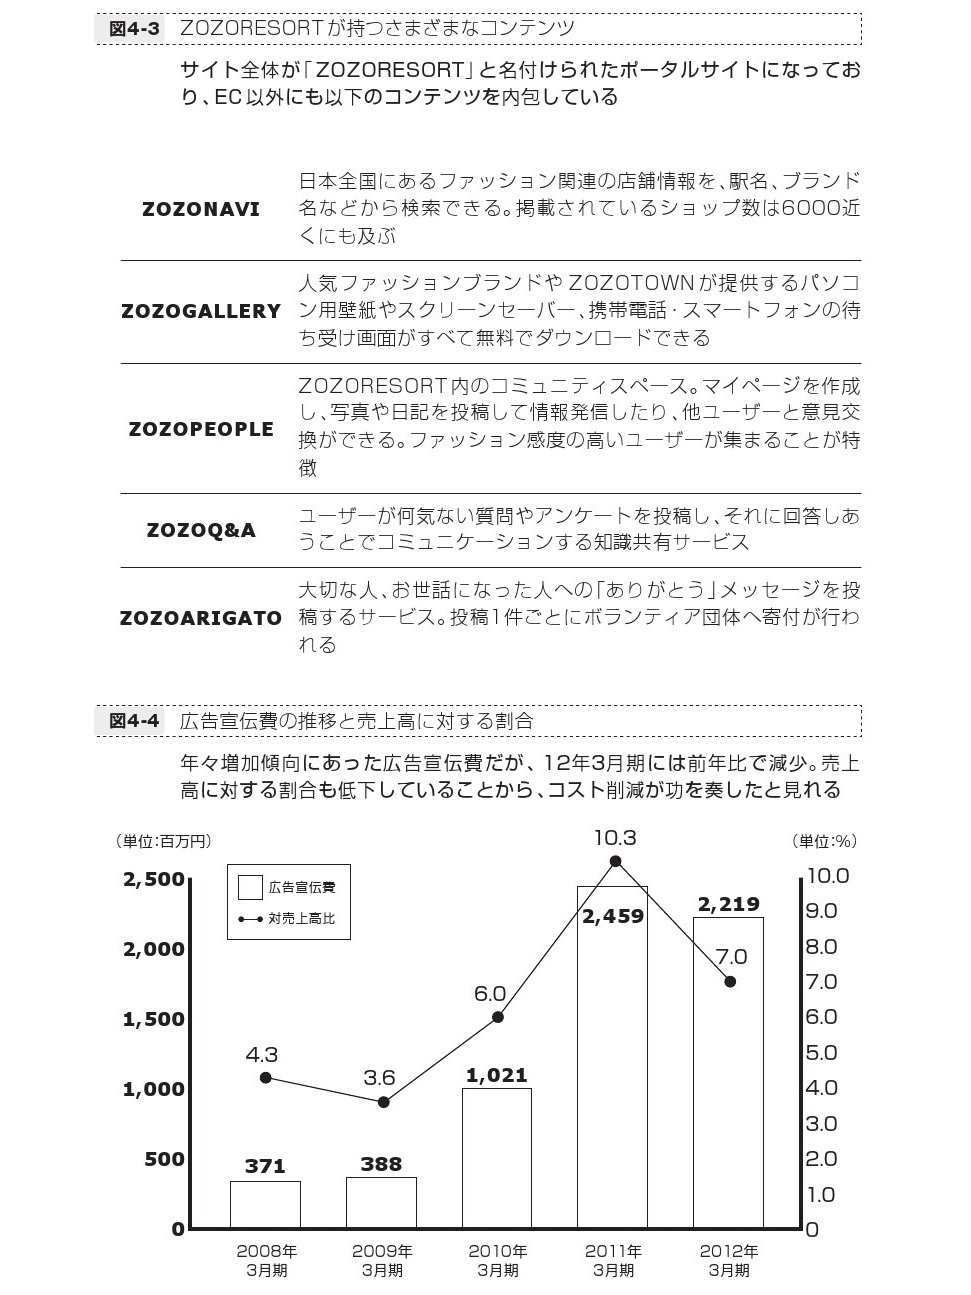 図4-3 ZOZORESORTが持つさまざまなコンテンツ
サイト全体が「ZOZORESORT」と名付けられたポータルサイトになってお
り、EC以外にも以下のコンテンツを内包している
ZOZONAVI
日本全国にあるファッション関連の店舗情報を、駅名、ブランド
名などから検索できる。掲載されているショップ数は6000近
くにも及ぶ
ZOZOGALLERY
人気ファッションブランドや ZOZOTOWNが提供するパソコ
ン用壁紙やスクリーンセーバー、携帯電話・スマートフォンの待
ち受け画面がすべて無料でダウンロードできる
ZOZOPEOPLE
ZOZORESORT内のコミュニティスペース。マイページを作成
し、写真や日記を投稿して情報発信したり、他ユーザーと意見交
換ができる。ファッション感度の高いユーザーが集まることが特
徴
ZOZOQ&A
ユーザーが何気ない質問やアンケートを投稿し、それに回答しあ
うことでコミュニケーションする知識共有サービス
ZOZOARIGATO
大切な人、お世話になった人への「ありがとう」メッセージを投
稿するサービス。投稿1件ごとにボランティア団体へ寄付が行わ
れる
図4-4 広告宣伝費の推移と売上高に対する割合
年々増加傾向にあった広告宣伝費だが、12年3月期には前年比で減少。売上
高に対する割合も低下していることから、コスト削減が功を奏したと見れる
（単位：百万円）
（単位：%）
2,500
2,000
1,500
1,000
500
0
広告宣伝費
対売上高比
4.3
3.6
6.0
10.3
7.0
371
388
1,021
2,459
2,219
10.0
9.0
8.0
7.0
6.0
5.0
4.0
3.0
2.0
1.0
0
2008年
3月期
2009年
3月期
2010年
3月期
2011年
3月期
2012年
3月期